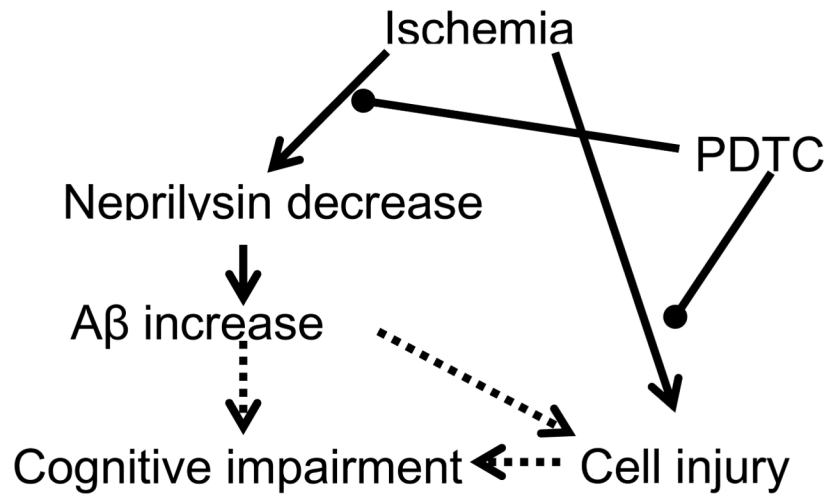 Ischemia
PDTC
Neprilysin decrease
Aβ increase
Cognitive impairment
Cell injury